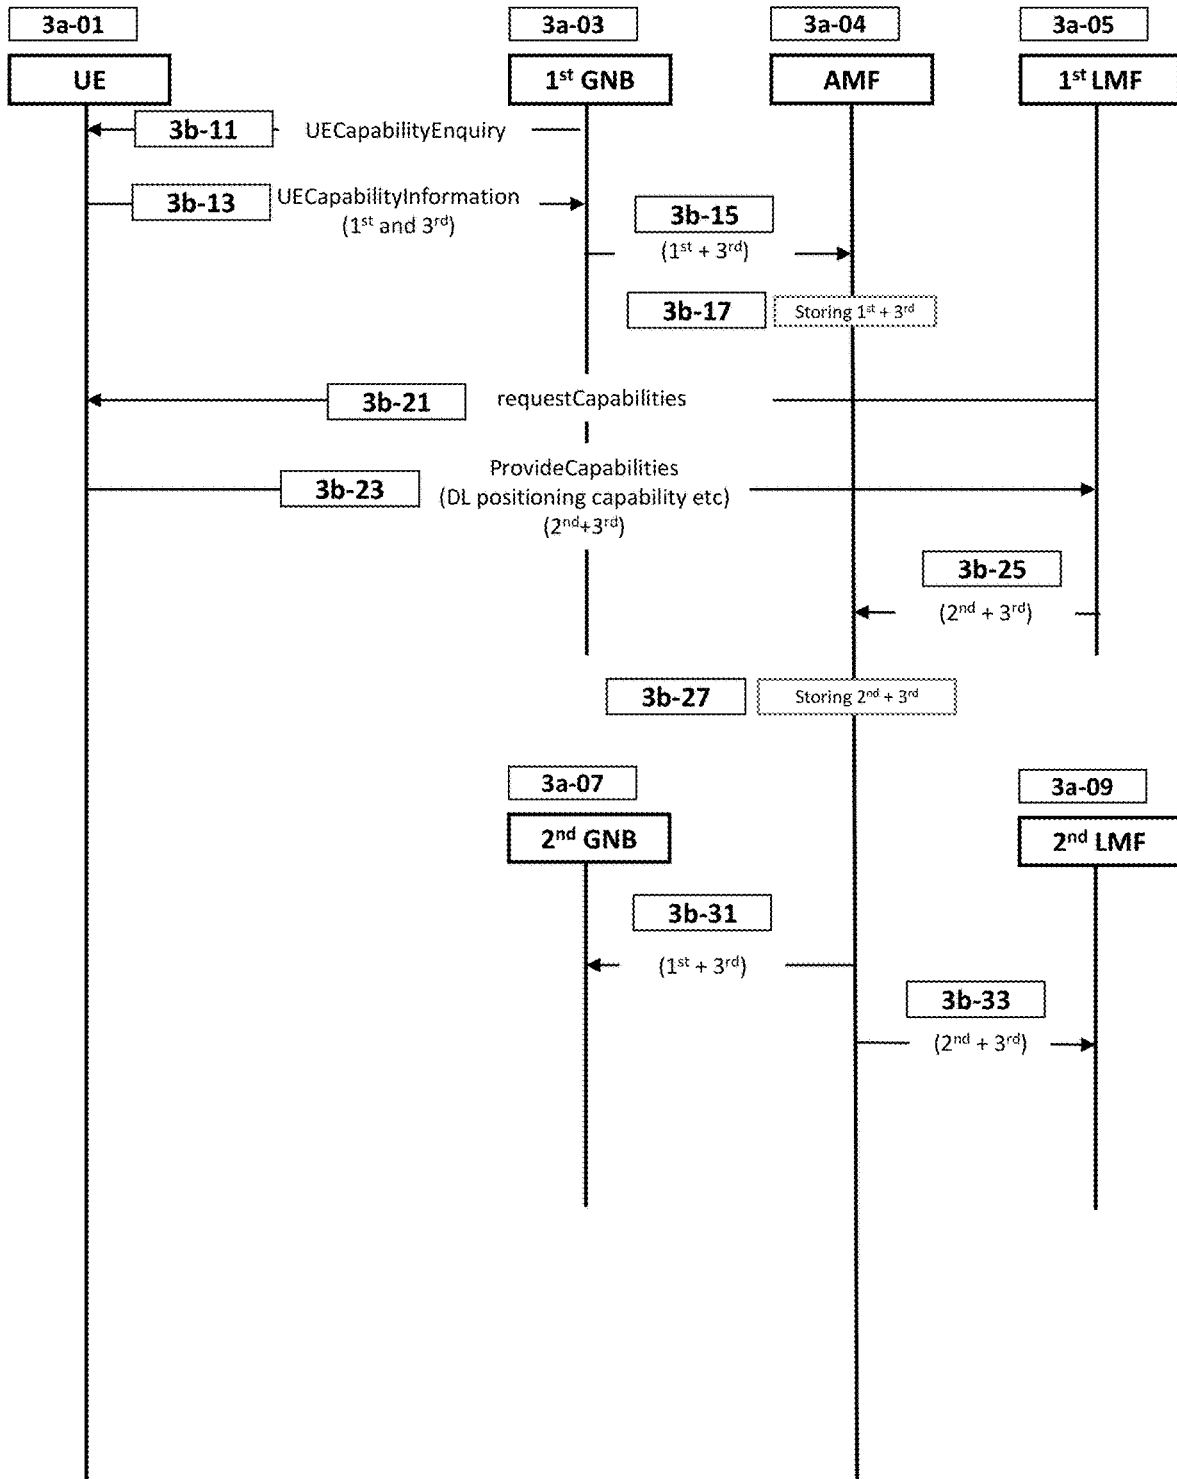 3a-01
3a-03
3a-04
3a-05
UE
1st GNB
AMF
1st LMF
3b-11
UECapabilityEnquiry
3b-13
UECapabilityInformation
(1st and 3rd)
3b-15
(1st + 3rd)
3b-17
Storing 1st + 3rd
3b-21
requestCapabilities
3b-23
ProvideCapabilities
(DL positioning capability etc)
(2nd+3rd)
3b-25
(2nd + 3rd)
3b-27
Storing 2nd + 3rd
3a-07
3a-09
2nd GNB
2nd LMF
3b-31
(1st + 3rd)
3b-33
(2nd + 3rd)